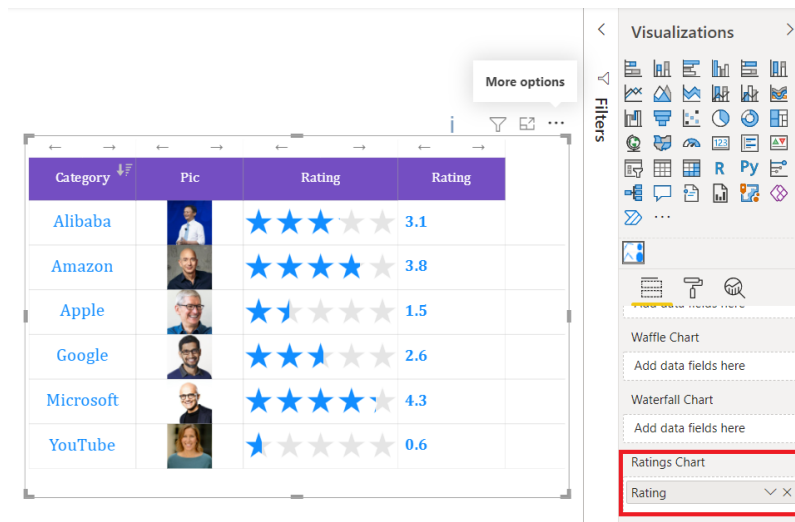 Visualizations
More options
Filters
Category Pic Rating Rating
Alibaba 3.1
Amazon 3.8
Apple 1.5
Google 2.6
Microsoft 4.3
YouTube 0.6
123
R Py
Add data fields here
Waffle Chart
Add data fields here
Waterfall Chart
Add data fields here
Ratings Chart
Rating